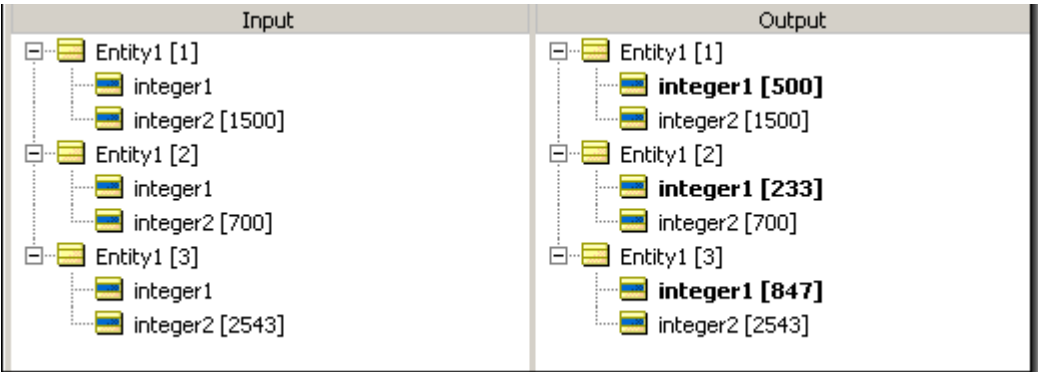 Input
Entity1 [1]
integer1
integer2 [1500]
Entity1 [2]
integer1
integer2 [700]
Entity1 [3]
integer1
integer2 [2543]
Output
Entity1 [1]
integer1 [500]
integer2 [1500]
Entity1 [2]
integer1 [233]
integer2 [700]
Entity1 [3]
integer1 [847]
integer2 [2543]